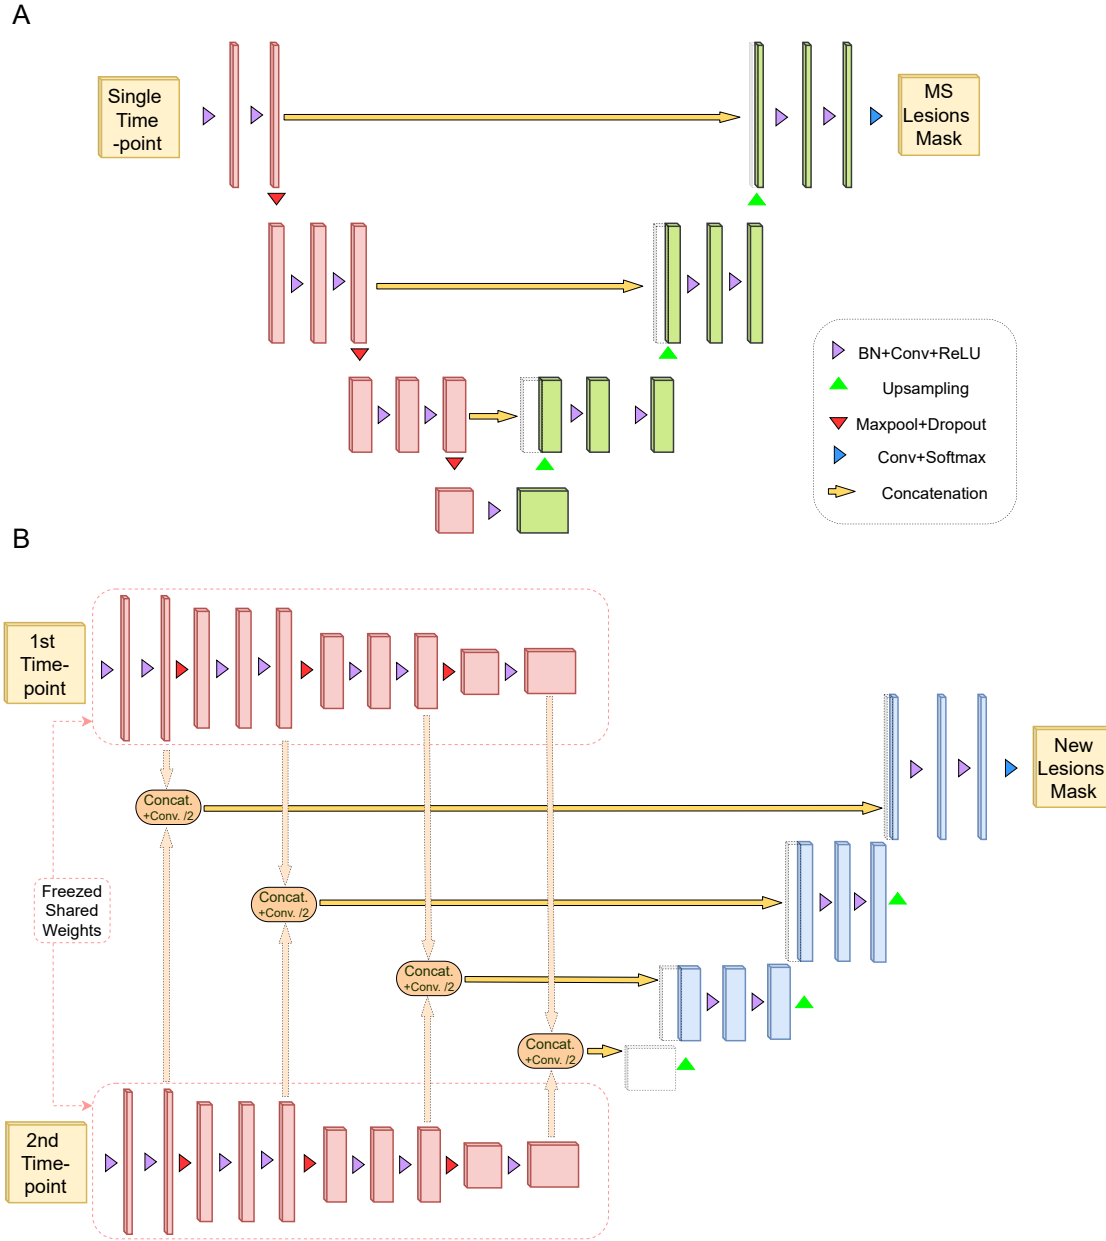 A
Single
Time
-point
MS
Lesions
Mask
BN+Conv+ReLU
Upsampling
Maxpool+Dropout
Conv+Softmax
Concatenation
B
1st
Time-
point
New
Lesions
Mask
Concat.
+Conv. /2
Concat.
+Conv. /2
Freezed
Shared
Weights
Concat.
+Conv. /2
Concat.
+Conv. /2
2nd
Time-
point